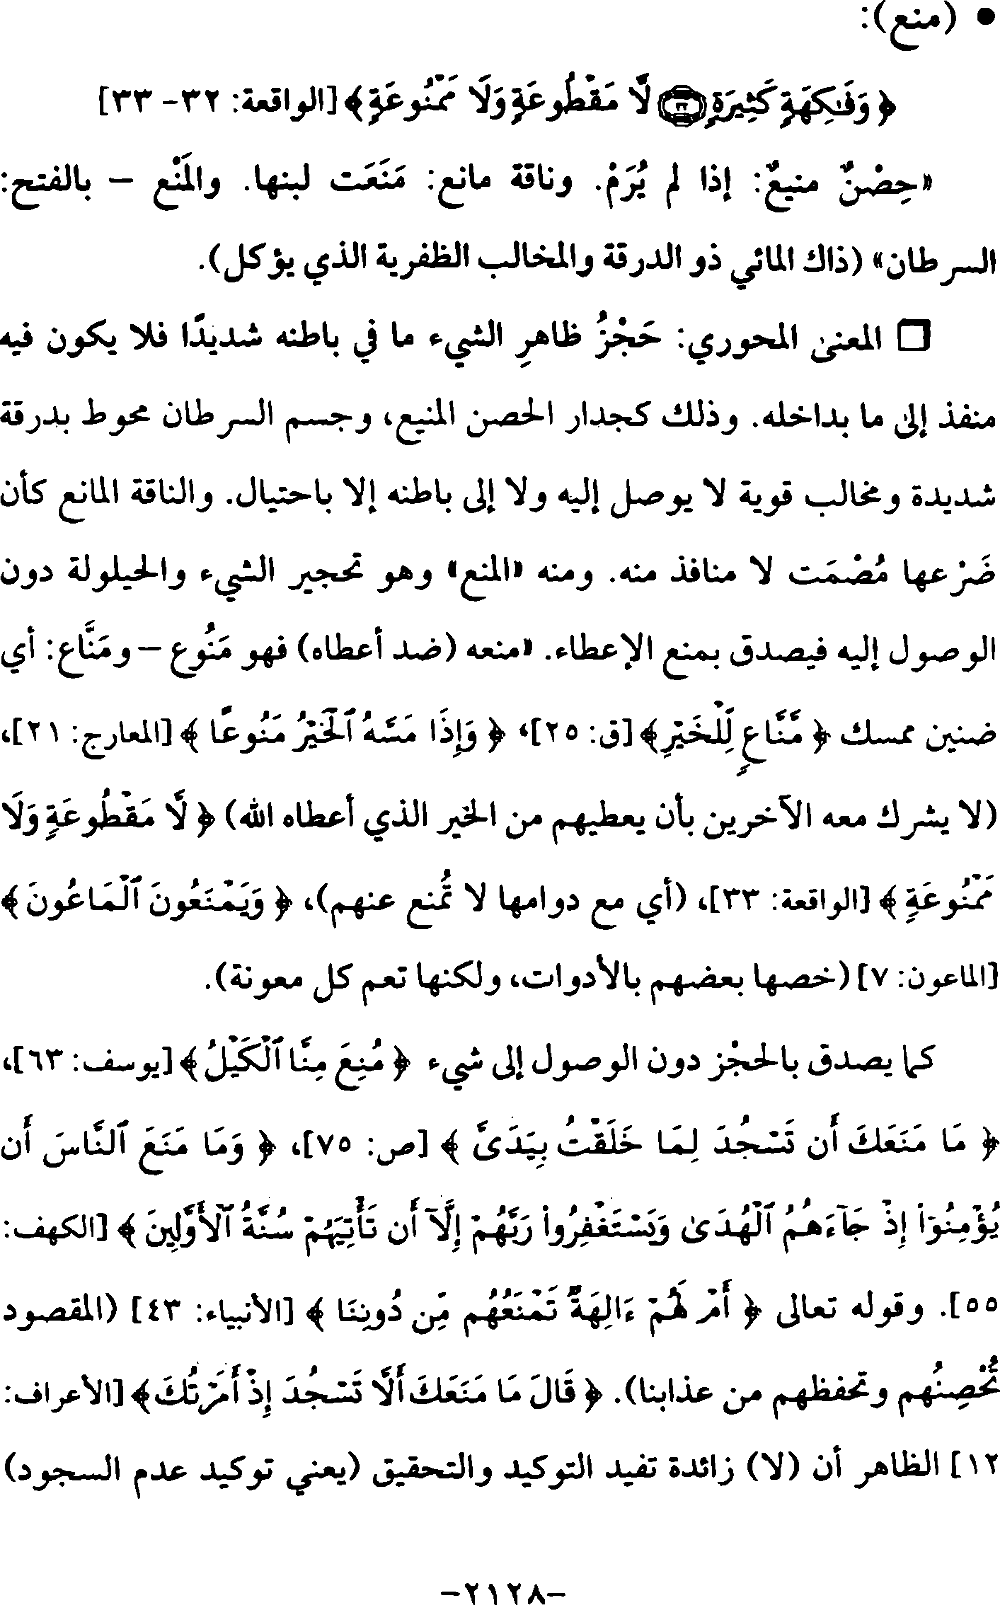 • (منع):
﴿ وَفَـٰكِهَةٍ كَثِيرَةٍ ۝٣٢ لَّا مَقْطُوعَةٍ وَلَا مَمْنُوعَةٍ ﴾ [الواقعة: ٣٢- ٣٣]
«حِصْنٌ منيعٌ: إذا لم يُرَمْ. وناقة مانع: مَنَعَت لبنها. والمَنْع – بالفتح:
السرطان» (ذاك المائي ذو الدرقة والمخالب الظفرية الذي يؤكل).
❒ المعنى المحوري: حَجْزُ ظاهرِ الشيء ما في باطنه شديدًا فلا يكون فيه
منفذ إلى ما بداخله. وذلك كجدار الحصن المنيع، وجسم السرطان محوط بدرقة
شديدة ومخالب قوية لا يوصل إليه ولا إلى باطنه إلا باحتيال. والناقة المانع كأن
ضَرْعها مُصْمَت لا منافذ منه. ومنه «المنع» وهو تحجير الشيء والحيلولة دون
الوصول إليه فيصدق بمنع الإعطاء. «منعه (ضد أعطاه) فهو مَنُوع – ومَنَّاع: أي
ضنين ممسك ﴿ مَّنَّاعٍ لِّلْخَيْرِ ﴾ [ق: ٢٥]، ﴿ وَإِذَا مَسَّهُ ٱلْخَيْرُ مَنُوعًا ﴾ [المعارج: ٢١]،
(لا يشرك معه الآخرين بأن يعطيهم من الخير الذي أعطاه الله) ﴿ لَّا مَقْطُوعَةٍ وَلَا
مَمْنُوعَةٍ ﴾ [الواقعة: ٣٣]، (أي مع دوامها لا تُمنع عنهم)، ﴿ وَيَمْنَعُونَ ٱلْمَاعُونَ ﴾
[الماعون: ٧] (خصها بعضهم بالأدوات، ولكنها تعم كل معونة).
كما يصدق بالحجْز دون الوصول إلى شيء ﴿ مُنِعَ مِنَّا ٱلْكَيْلُ ﴾ [يوسف: ٦٣]،
﴿ مَا مَنَعَكَ أَن تَسْجُدَ لِمَا خَلَقْتُ بِيَدَىَّ ﴾ [ص: ٧٥]، ﴿ وَمَا مَنَعَ ٱلنَّاسَ أَن
يُؤْمِنُوٓا۟ إِذْ جَآءَهُمُ ٱلْهُدَىٰ وَيَسْتَغْفِرُوا۟ رَبَّهُمْ إِلَّآ أَن تَأْتِيَهُمْ سُنَّةُ ٱلْأَوَّلِينَ ﴾ [الكهف:
٥٥]. وقوله تعالى ﴿ أَمْ لَهُمْ ءَالِهَةٌ تَمْنَعُهُم مِّن دُونِنَا ﴾ [الأنبياء: ٤٣] (المقصود
تُحْصِنُهم وتحفظهم من عذابنا). ﴿ قَالَ مَا مَنَعَكَ أَلَّا تَسْجُدَ إِذْ أَمَرْتُكَ ﴾ [الأعراف:
١٢] الظاهر أن (لا) زائدة تفيد التوكيد والتحقيق (يعني توكيد عدم السجود)
-٢١٢٨-